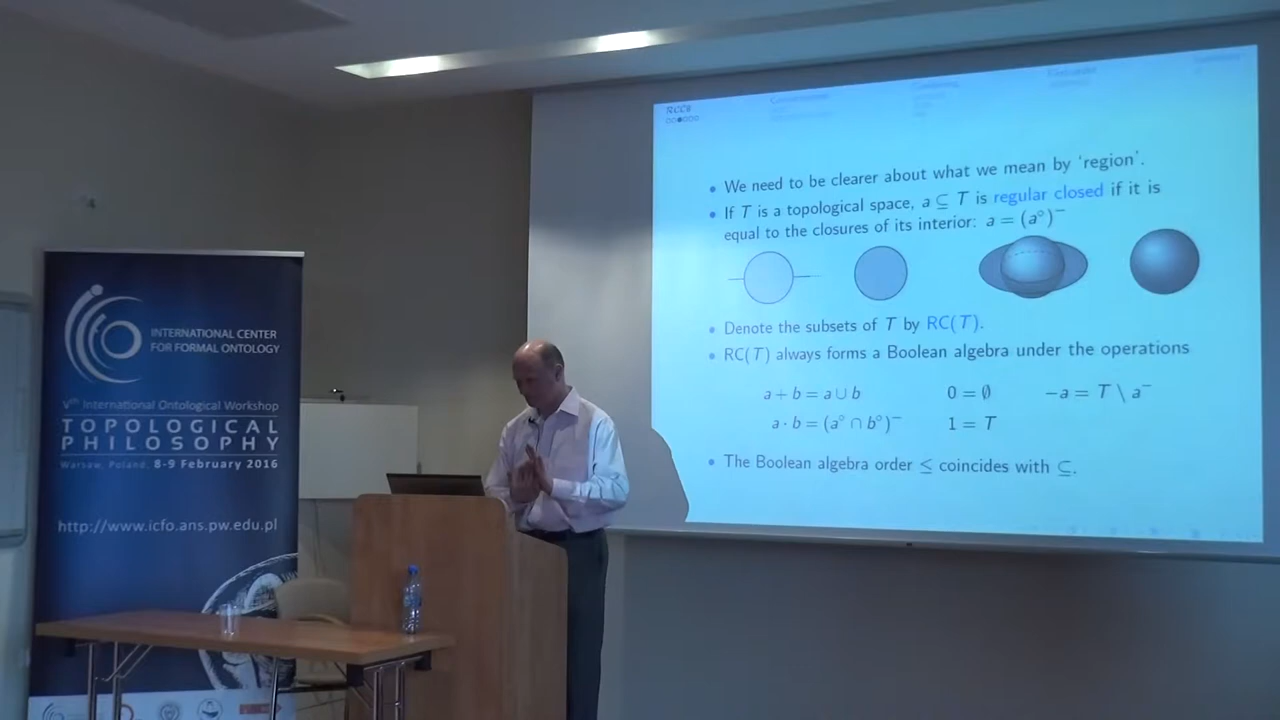 INTERNATIONAL CENTER
FOR FORMAL ONTOLOGY
Vth International Ontological Workshop
TOPOLOGICAL
PHILOSOPHY
Warsaw, Poland, 8-9 February 2016
http://www.icfo.ans.pw.edu.pl
RCC8
• We need to be clearer about what we mean by 'region'.
• If T is a topological space, a ⊆ T is regular closed if it is
equal to the closures of its interior: a = (a°)⁻
• Denote the subsets of T by RC(T).
• RC(T) always forms a Boolean algebra under the operations
a + b = a ∪ b 0 = ∅ −a = T \ a⁻
a · b = (a° ∩ b°)⁻ 1 = T
• The Boolean algebra order ≤ coincides with ⊆.